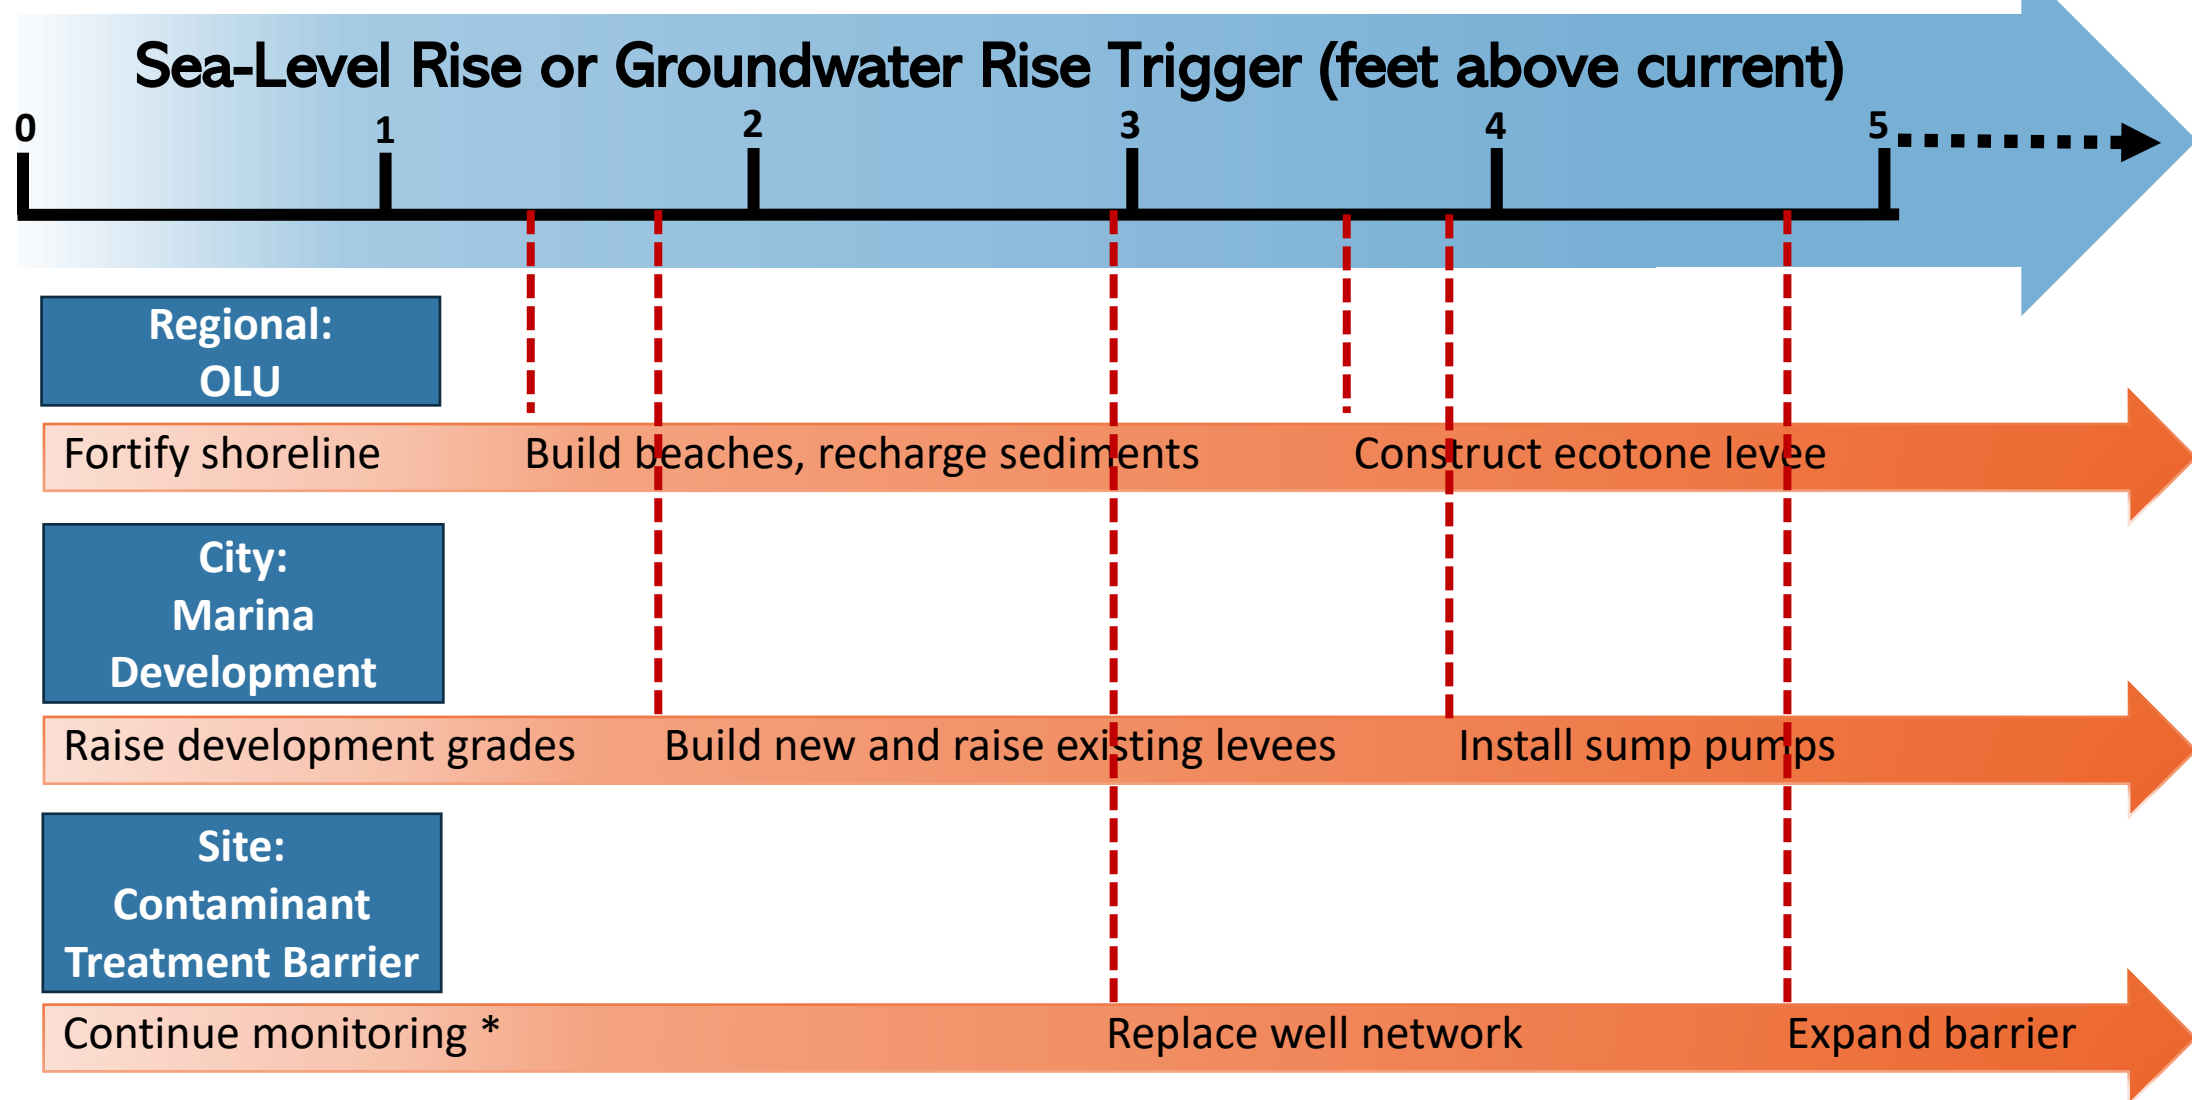 Sea-Level Rise or Groundwater Rise Trigger (feet above current)
0 1 2 3 4 5
Regional:
OLU
Fortify shoreline Build beaches, recharge sediments Construct ecotone levee
City:
Marina
Development
Raise development grades Build new and raise existing levees Install sump pumps
Site:
Contaminant
Treatment Barrier
Continue monitoring * Replace well network Expand barrier